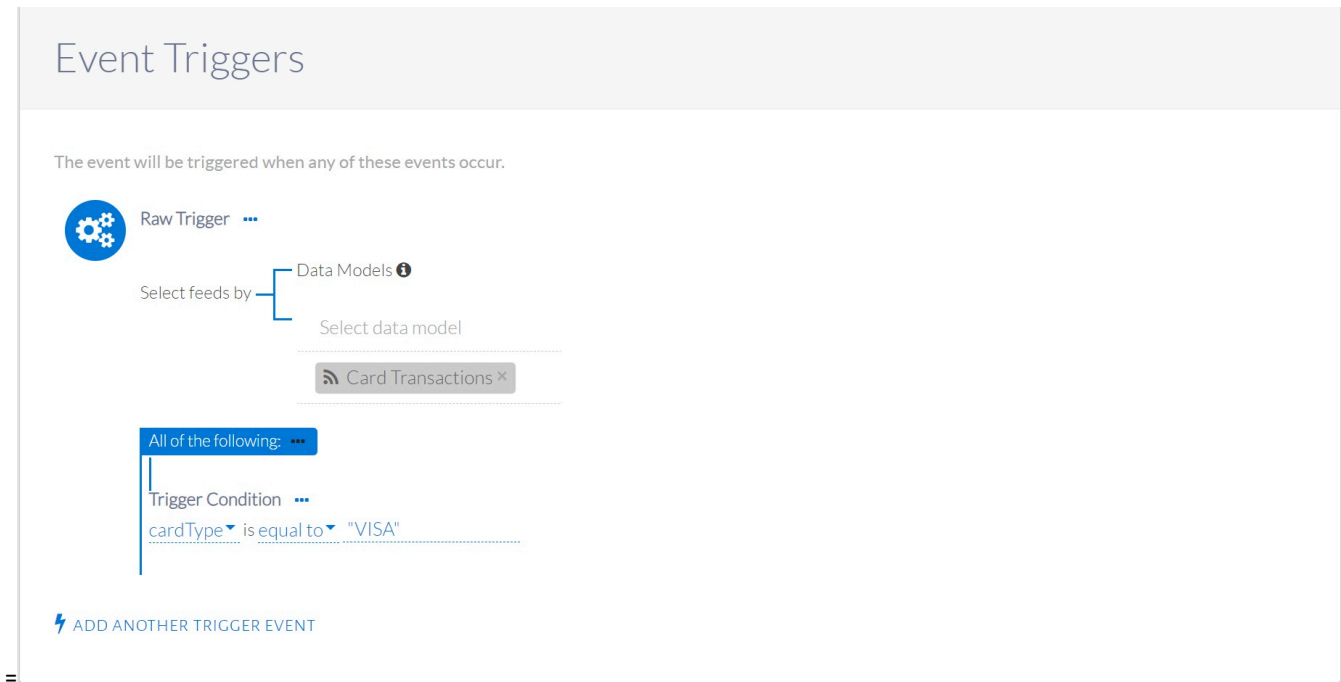 Event Triggers
The event will be triggered when any of these events occur.
Raw Trigger •••
Data Models
Select feeds by
Select data model
Card Transactions ×
All of the following: •••
Trigger Condition •••
cardType is equal to "VISA"
ADD ANOTHER TRIGGER EVENT
=